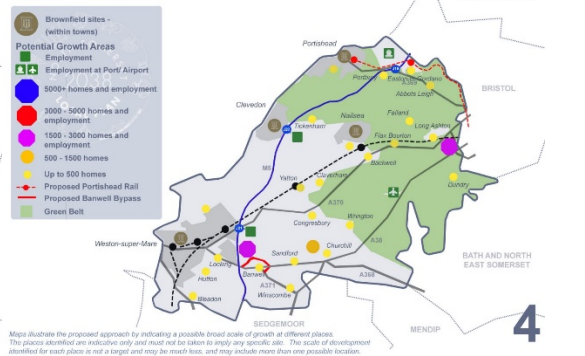 Brownfield sites -
(within towns)
Potential Growth Areas
Employment
Employment at Port/ Airport
5000+ homes and employment
3000 - 5000 homes and
employment
1500 - 3000 homes and
employment
500 - 1500 homes
Up to 500 homes
Proposed Portishead Rail
Proposed Banwell Bypass
Green Belt
Portishead
Portbury
Easton-in-Gordano
Abbots Leigh
BRISTOL
Clevedon
Tickenham
Nailsea
Failand
Long Ashton
Flax Bourton
Backwell
Yatton
Cleeve
Dundry
A370
Congresbury
Wrington
A38
Weston-super-Mare
Churchill
Sandford
Locking
Banwell
Hutton
A371
A368
Winscombe
Bleadon
BATH AND NORTH
EAST SOMERSET
SEDGEMOOR
MENDIP
4
Maps illustrate the proposed approach by indicating a possible broad scale of growth at different places.
The places identified are indicative only and must not be taken to imply any specific site. The scale of development
identified for each place is not a target and may be much less, and may include more than one possible location.